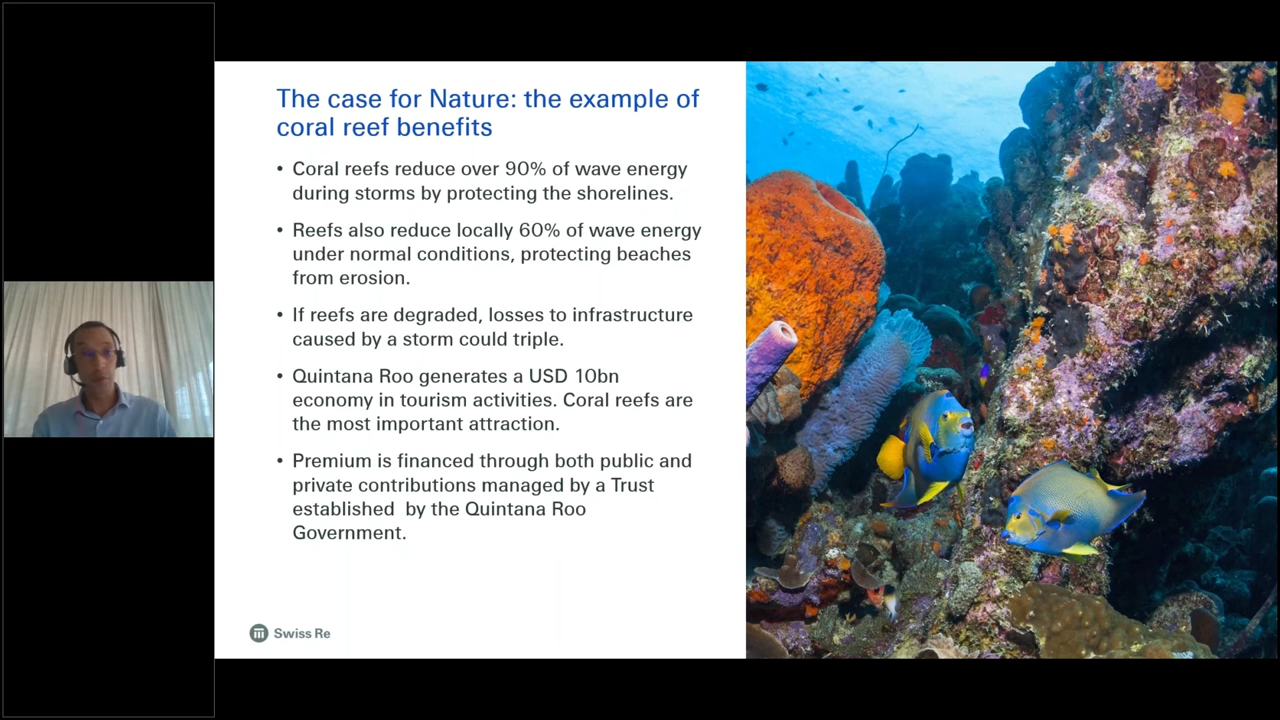 The case for Nature: the example of
coral reef benefits
• Coral reefs reduce over 90% of wave energy
during storms by protecting the shorelines.
• Reefs also reduce locally 60% of wave energy
under normal conditions, protecting beaches
from erosion.
• If reefs are degraded, losses to infrastructure
caused by a storm could triple.
• Quintana Roo generates a USD 10bn
economy in tourism activities. Coral reefs are
the most important attraction.
• Premium is financed through both public and
private contributions managed by a Trust
established  by the Quintana Roo
Government.
Swiss Re